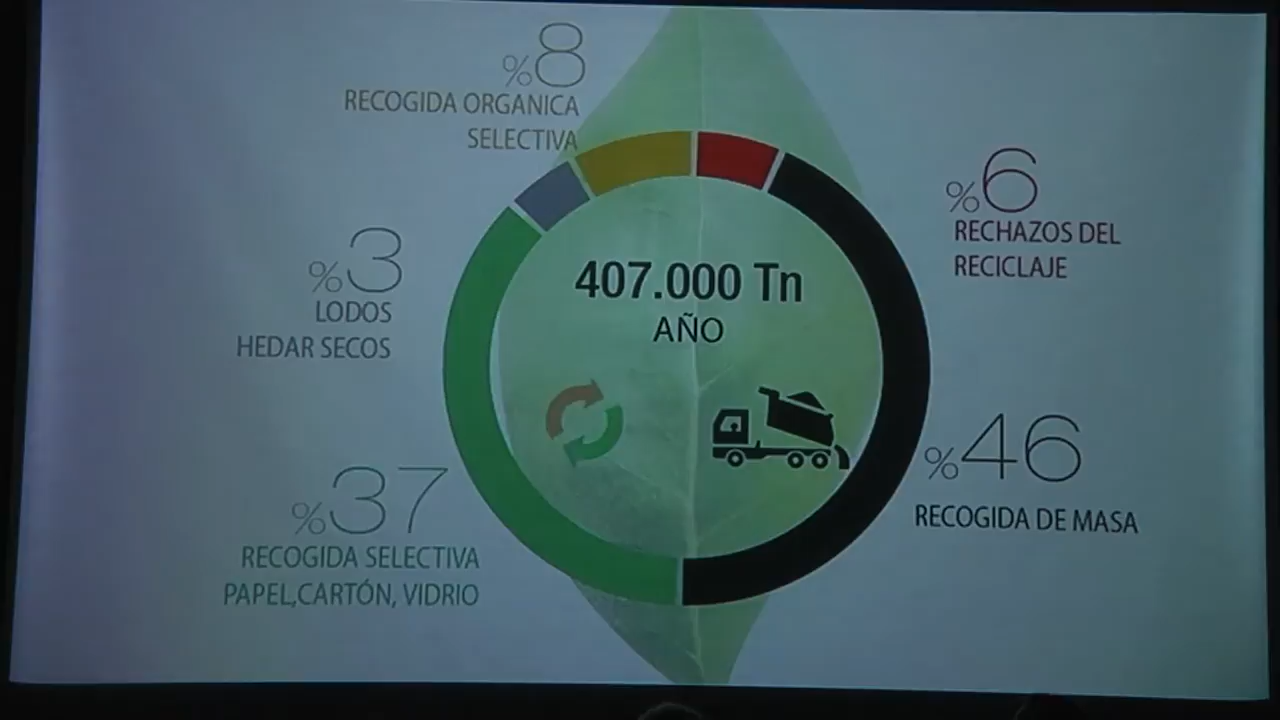 %8
RECOGIDA ORGANICA
SELECTIVA
%6
RECHAZOS DEL
RECICLAJE
%3
LODOS
HEDAR SECOS
407.000 Tn
AÑO
%46
RECOGIDA DE MASA
%37
RECOGIDA SELECTIVA
PAPEL,CARTÓN, VIDRIO